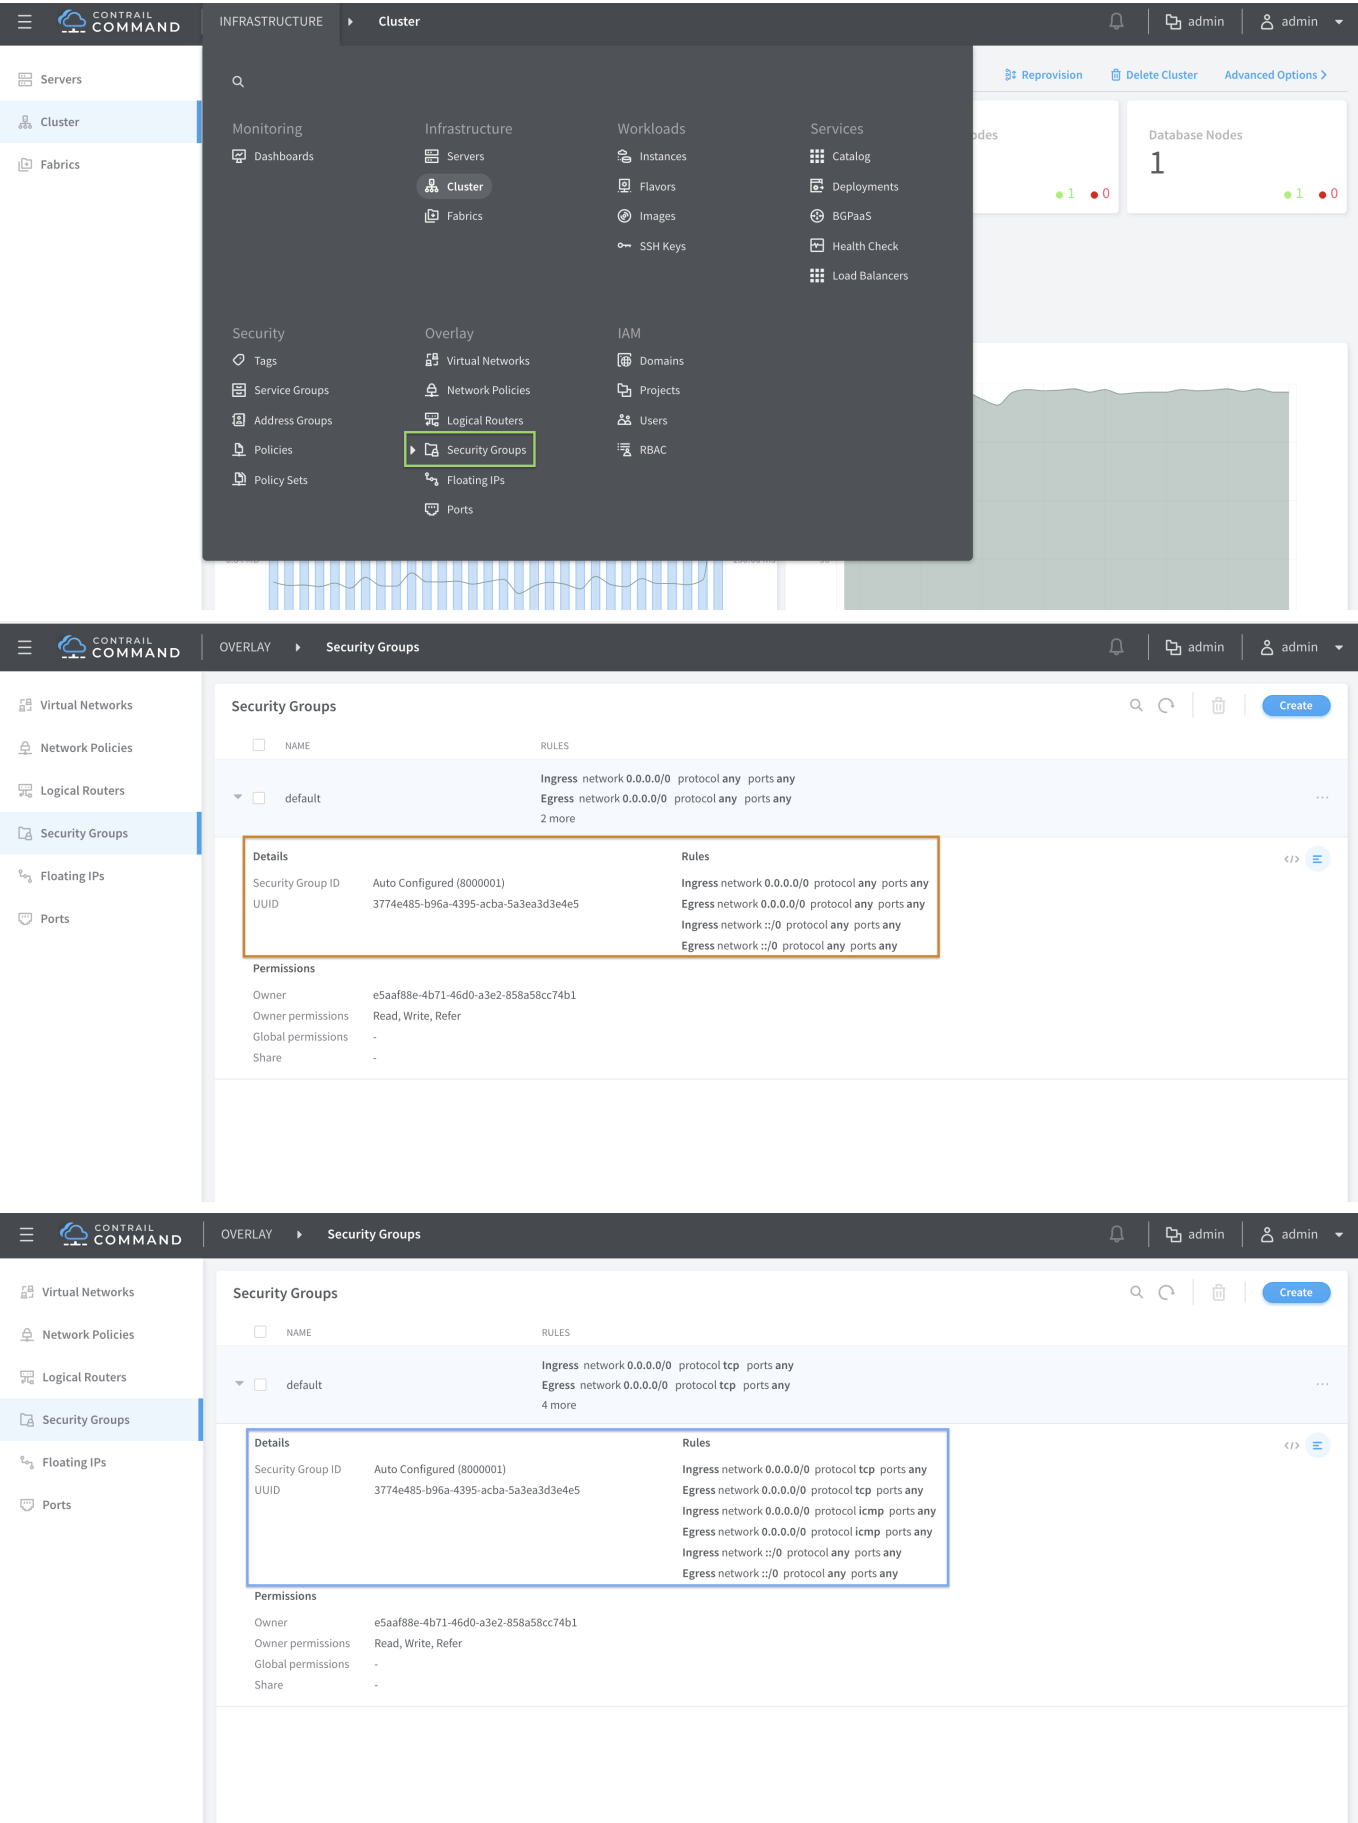 CONTRAIL COMMAND INFRASTRUCTURE Cluster admin admin
Servers
Cluster
Fabrics
Reprovision Delete Cluster Advanced Options
Database Nodes
1
1 0 1 0
Monitoring Infrastructure Workloads Services
Dashboards Servers Instances Catalog
Cluster Flavors Deployments
Fabrics Images BGPaaS
SSH Keys Health Check
Load Balancers
Security Overlay IAM
Tags Virtual Networks Domains
Service Groups Network Policies Projects
Address Groups Logical Routers Users
Policies Security Groups RBAC
Policy Sets Floating IPs
Ports
CONTRAIL COMMAND OVERLAY Security Groups admin admin
Virtual Networks
Network Policies
Logical Routers
Security Groups
Floating IPs
Ports
Security Groups Create
NAME RULES
default
Ingress network 0.0.0.0/0 protocol any ports any
Egress network 0.0.0.0/0 protocol any ports any
2 more
...
Details
Security Group ID Auto Configured (8000001)
UUID 3774e485-b96a-4395-acba-5a3ea3d3e4e5
Rules
Ingress network 0.0.0.0/0 protocol any ports any
Egress network 0.0.0.0/0 protocol any ports any
Ingress network ::/0 protocol any ports any
Egress network ::/0 protocol any ports any
</>
Permissions
Owner e5aaf88e-4b71-46d0-a3e2-858a58cc74b1
Owner permissions Read, Write, Refer
Global permissions -
Share -
CONTRAIL COMMAND OVERLAY Security Groups admin admin
Virtual Networks
Network Policies
Logical Routers
Security Groups
Floating IPs
Ports
Security Groups Create
NAME RULES
default
Ingress network 0.0.0.0/0 protocol tcp ports any
Egress network 0.0.0.0/0 protocol tcp ports any
4 more
...
Details
Security Group ID Auto Configured (8000001)
UUID 3774e485-b96a-4395-acba-5a3ea3d3e4e5
Rules
Ingress network 0.0.0.0/0 protocol tcp ports any
Egress network 0.0.0.0/0 protocol tcp ports any
Ingress network 0.0.0.0/0 protocol icmp ports any
Egress network 0.0.0.0/0 protocol icmp ports any
Ingress network ::/0 protocol any ports any
Egress network ::/0 protocol any ports any
</>
Permissions
Owner e5aaf88e-4b71-46d0-a3e2-858a58cc74b1
Owner permissions Read, Write, Refer
Global permissions -
Share -